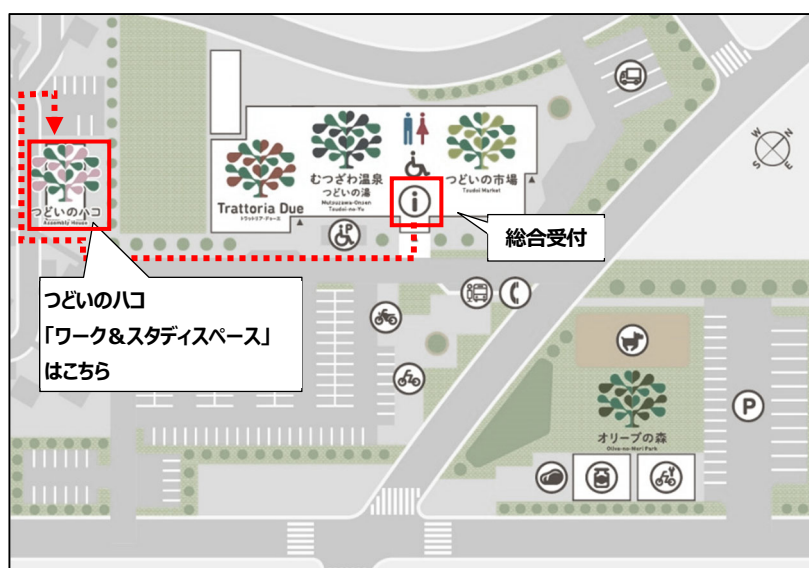 W
N
S
E
むつざわ温泉
つどいの湯
Mutsuzawa-Onsen
Tsudoi-no-Yu
つどいの市場
Tsudoi Market
Trattoria Due
トラットリア・ドゥーエ
つどいのハコ
Assembly House
i
P
総合受付
つどいのハコ
「ワーク&スタディスペース」
はこちら
P
オリーブの森
Olive-no-Mori Park